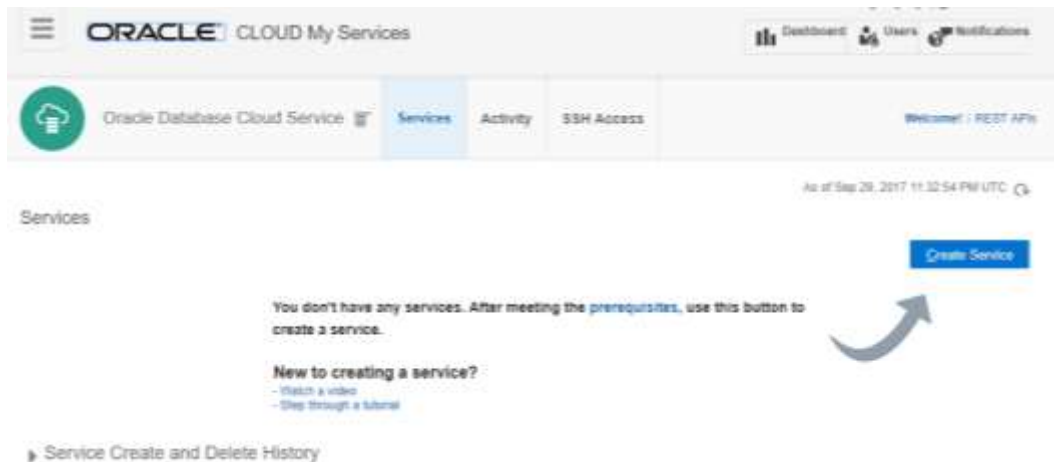 ORACLE CLOUD My Services
Dashboard Users Notifications
Oracle Database Cloud Service Services Activity SSH Access Welcome! REST APIs
As of Sep 29, 2017 11:32:54 PM UTC
Services
Create Service
You don't have any services. After meeting the prerequisites, use this button to
create a service.
New to creating a service?
- Watch a video
- Step through a tutorial
Service Create and Delete History